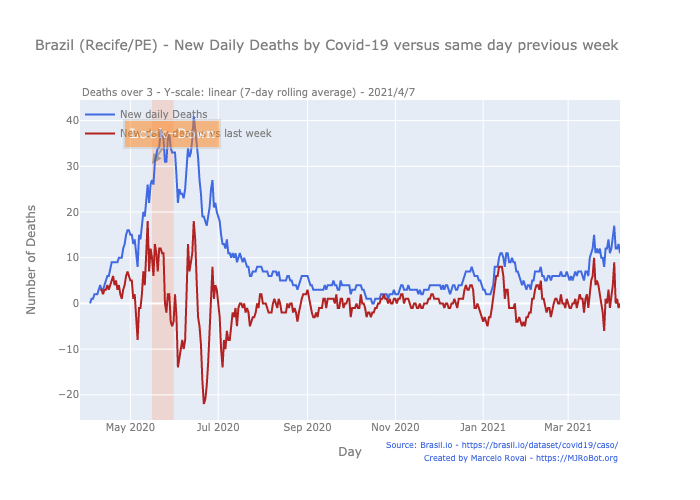 Brazil (Recife/PE) - New Daily Deaths by Covid-19 versus same day previous week
Deaths over 3 - Y-scale: linear (7-day rolling average) - 2021/4/7
New daily Deaths
vs last week
40
30
20
10
0
−10
−20
Number of Deaths
May 2020
Jul 2020
Sep 2020
Nov 2020
Jan 2021
Mar 2021
Day
Source: Brasil.io - https://brasil.io/dataset/covid19/caso/
Created by Marcelo Rovai - https://MJRoBot.org